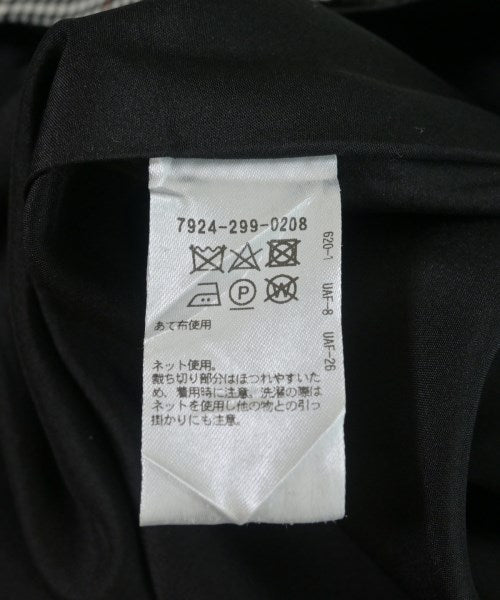 7924-299-0208
P W
あて布使用
ネット使用。
裁ち切り部分はほつれやすいた
め、着用時に注意、洗濯の際は
ネットを使用し他の物との引っ
掛かりにも注意。
620-1 UAF-8 UAF-26